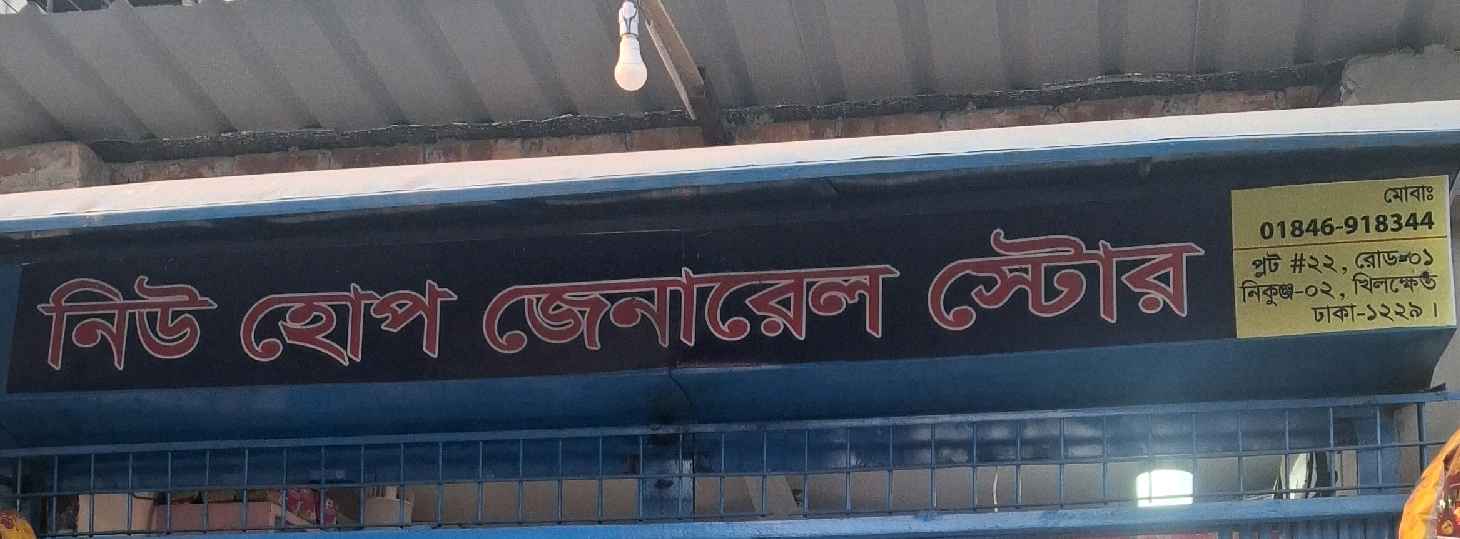 নিউ হোপ জেনারেল স্টোর
মোবাঃ
01846-918344
প্লট #২২, রোড-০১
নিকুঞ্জ-০২, খিলক্ষেত
ঢাকা-১২২৯।